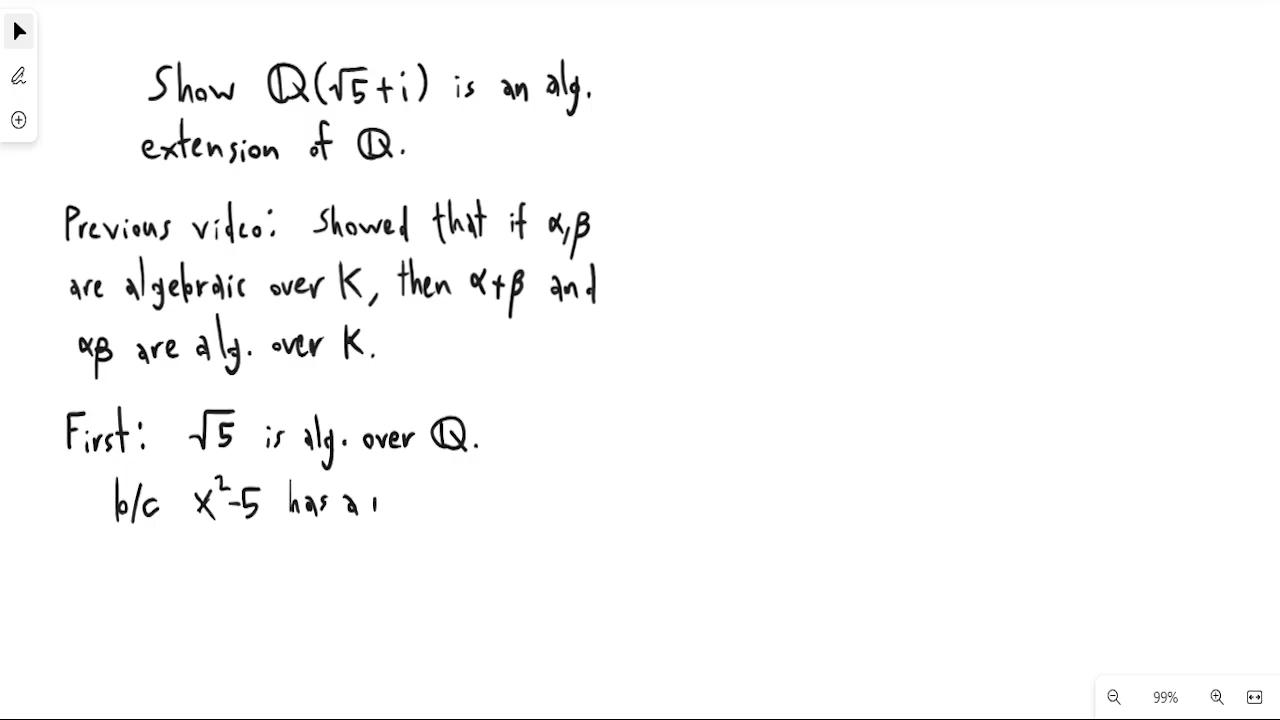 Show ℚ(√5+i) is an alg.
extension of ℚ.
Previous video: showed that if α,β
are algebraic over K, then α+β and
αβ are alg. over K.
First: √5 is alg. over ℚ.
b/c x²-5 has a
99%